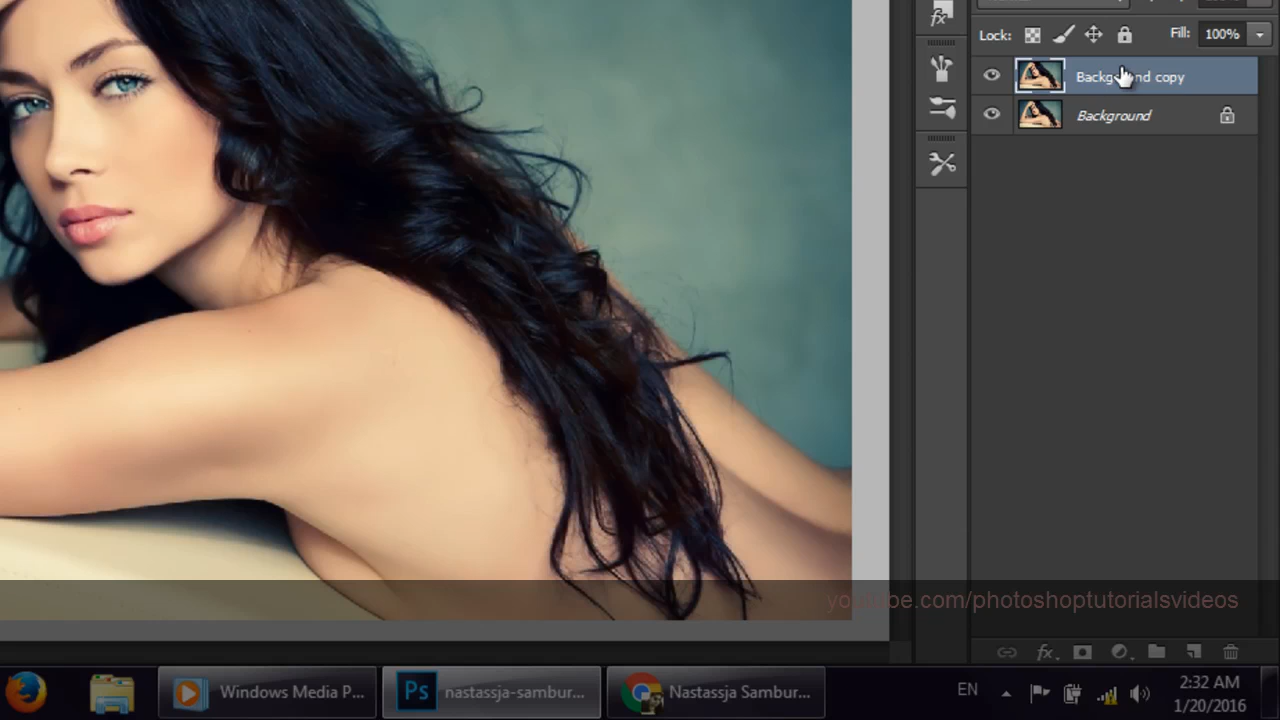 Lock:
Fill: 100%
Background copy
Background
youtube.com/photoshoptutorialsvideos
Windows Media P...
Ps nastassja-sambur...
Nastassja Sambur...
EN
2:32 AM
1/20/2016